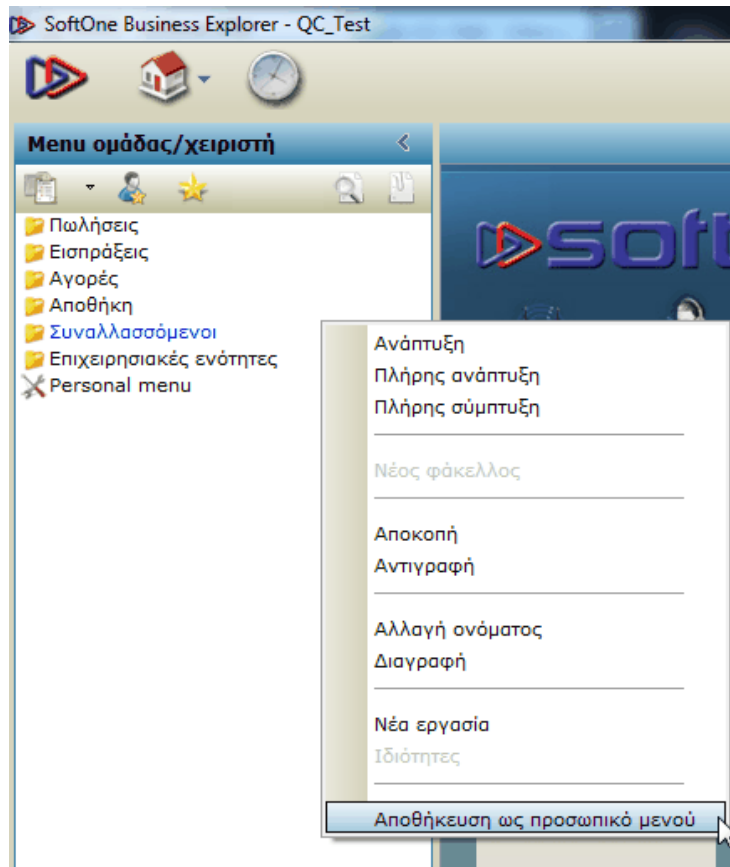 SoftOne Business Explorer - QC_Test
Menu ομάδας/χειριστή
Πωλήσεις
Εισπράξεις
Αγορές
Αποθήκη
Συναλλασσόμενοι
Επιχειρησιακές ενότητες
Personal menu
soft
Ανάπτυξη
Πλήρης ανάπτυξη
Πλήρης σύμπτυξη
Νέος φάκελλος
Αποκοπή
Αντιγραφή
Αλλαγή ονόματος
Διαγραφή
Νέα εργασία
Ιδιότητες
Αποθήκευση ως προσωπικό μενού